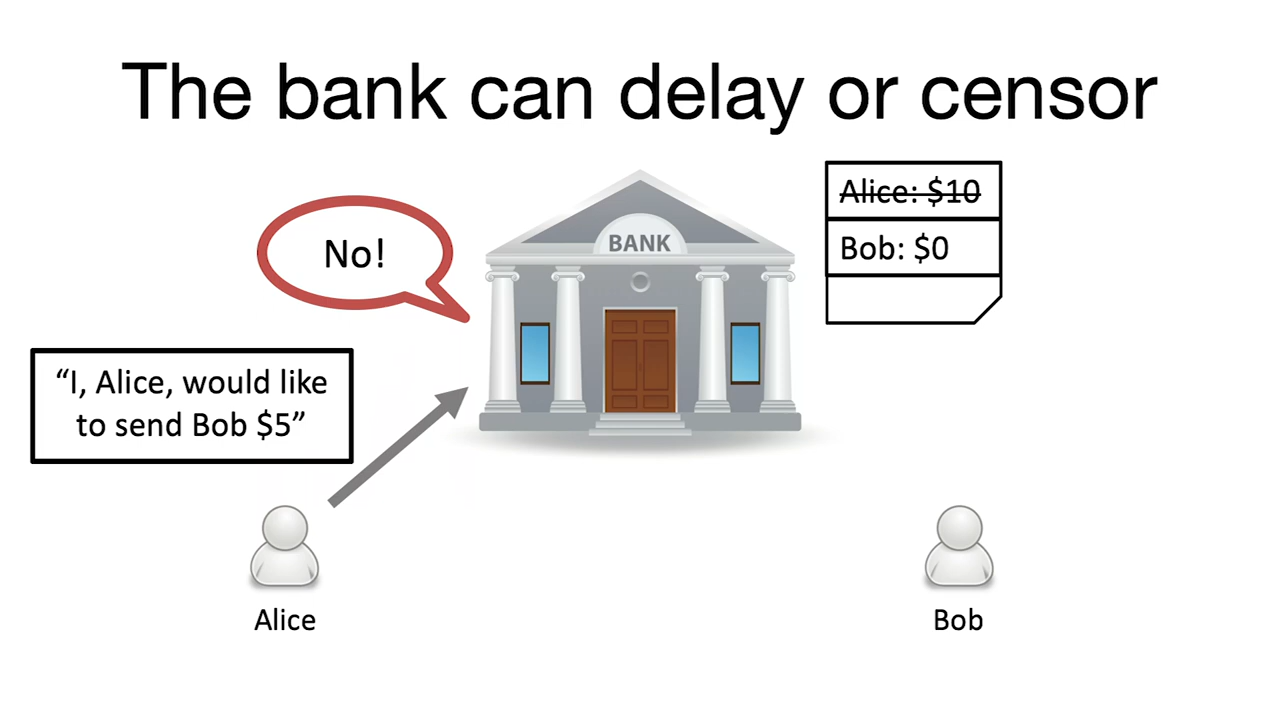 The bank can delay or censor
No!
BANK
Alice: $10
Bob: $0
“I, Alice, would like
to send Bob $5”
Alice
Bob